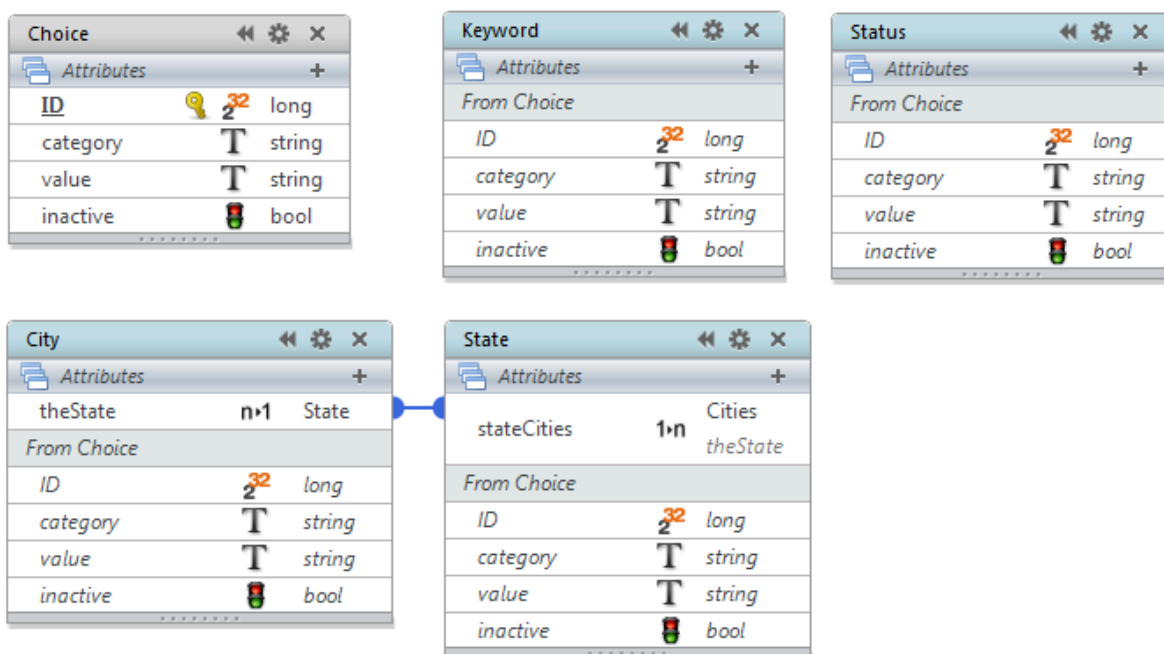 Choice
Attributes
ID 2 32 long
category T string
value T string
inactive bool
Keyword
Attributes
From Choice
ID 2 32 long
category T string
value T string
inactive bool
Status
Attributes
From Choice
ID 2 32 long
category T string
value T string
inactive bool
City
Attributes
theState n▸1 State
From Choice
ID 2 32 long
category T string
value T string
inactive bool
State
Attributes
stateCities 1▸n Cities
theState
From Choice
ID 2 32 long
category T string
value T string
inactive bool